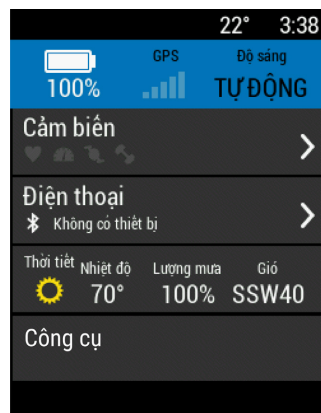 22° 3:38
GPS Độ sáng
100% TỰ ĐỘNG
Cảm biến
Điện thoại
Không có thiết bị
Thời tiết Nhiệt độ Lượng mưa Gió
70° 100% SSW40
Công cụ